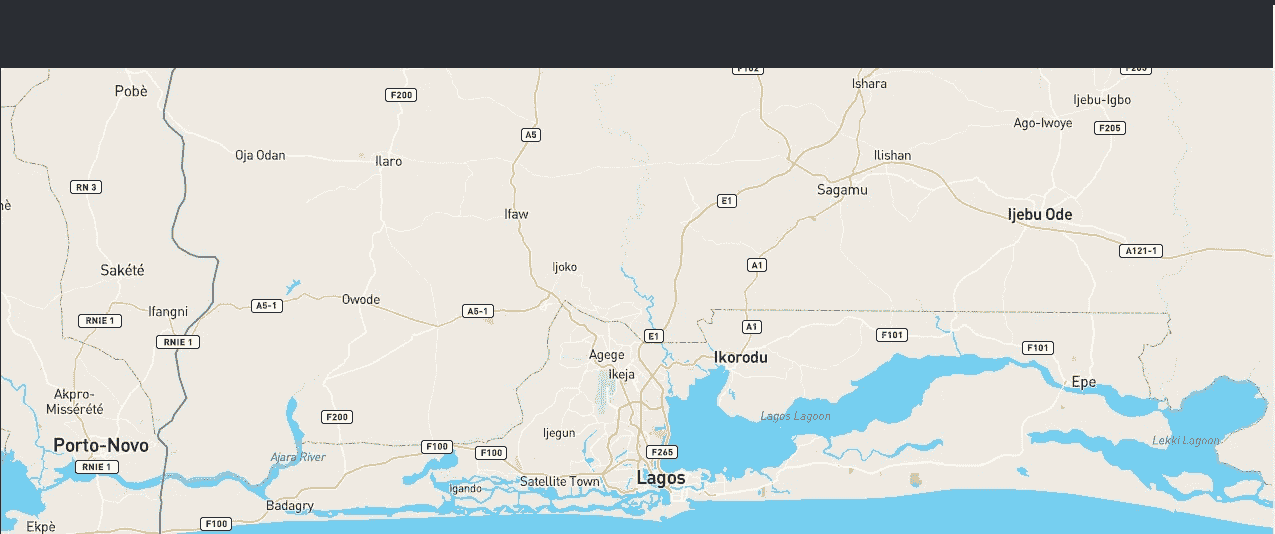 F182
F205
Ishara
Pobè
F200
Ijebu-Igbo
Ago-Iwoye
F205
A5
Oja Odan
Ilaro
Ilishan
RN 3
Sagamu
E1
Ifaw
Ijebu Ode
A121-1
Sakété
Ijoko
A1
Owode
A5-1
A5-1
Ifangni
RNIE 1
A1
RNIE 1
E1
F101
F101
Agege
Ikorodu
Ikeja
Epe
Akpro-
Missérété
F200
Lagos Lagoon
Ijegun
Lekki Lagoon
Porto-Novo
F100
F100
F265
Ajara River
RNIE 1
Lagos
Satellite Town
Igando
Badagry
F100
Ekpè